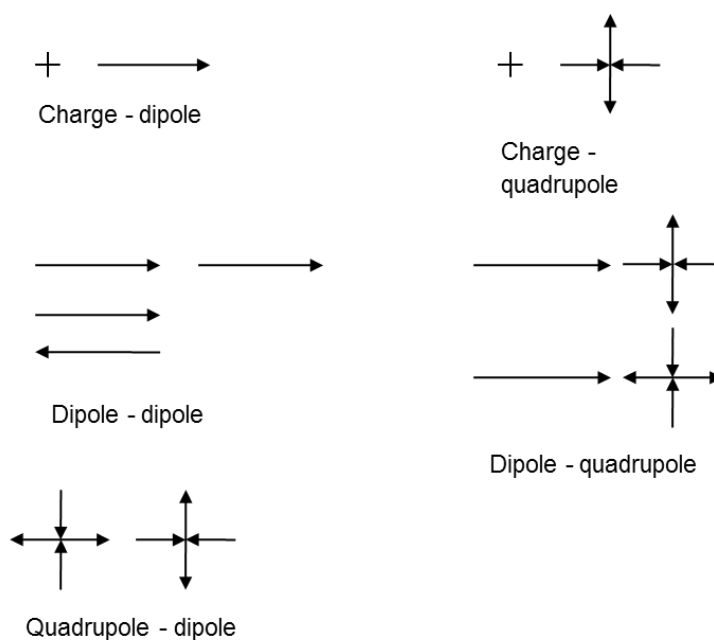 Charge - dipole
Charge -
quadrupole
Dipole - dipole
Dipole - quadrupole
Quadrupole - dipole